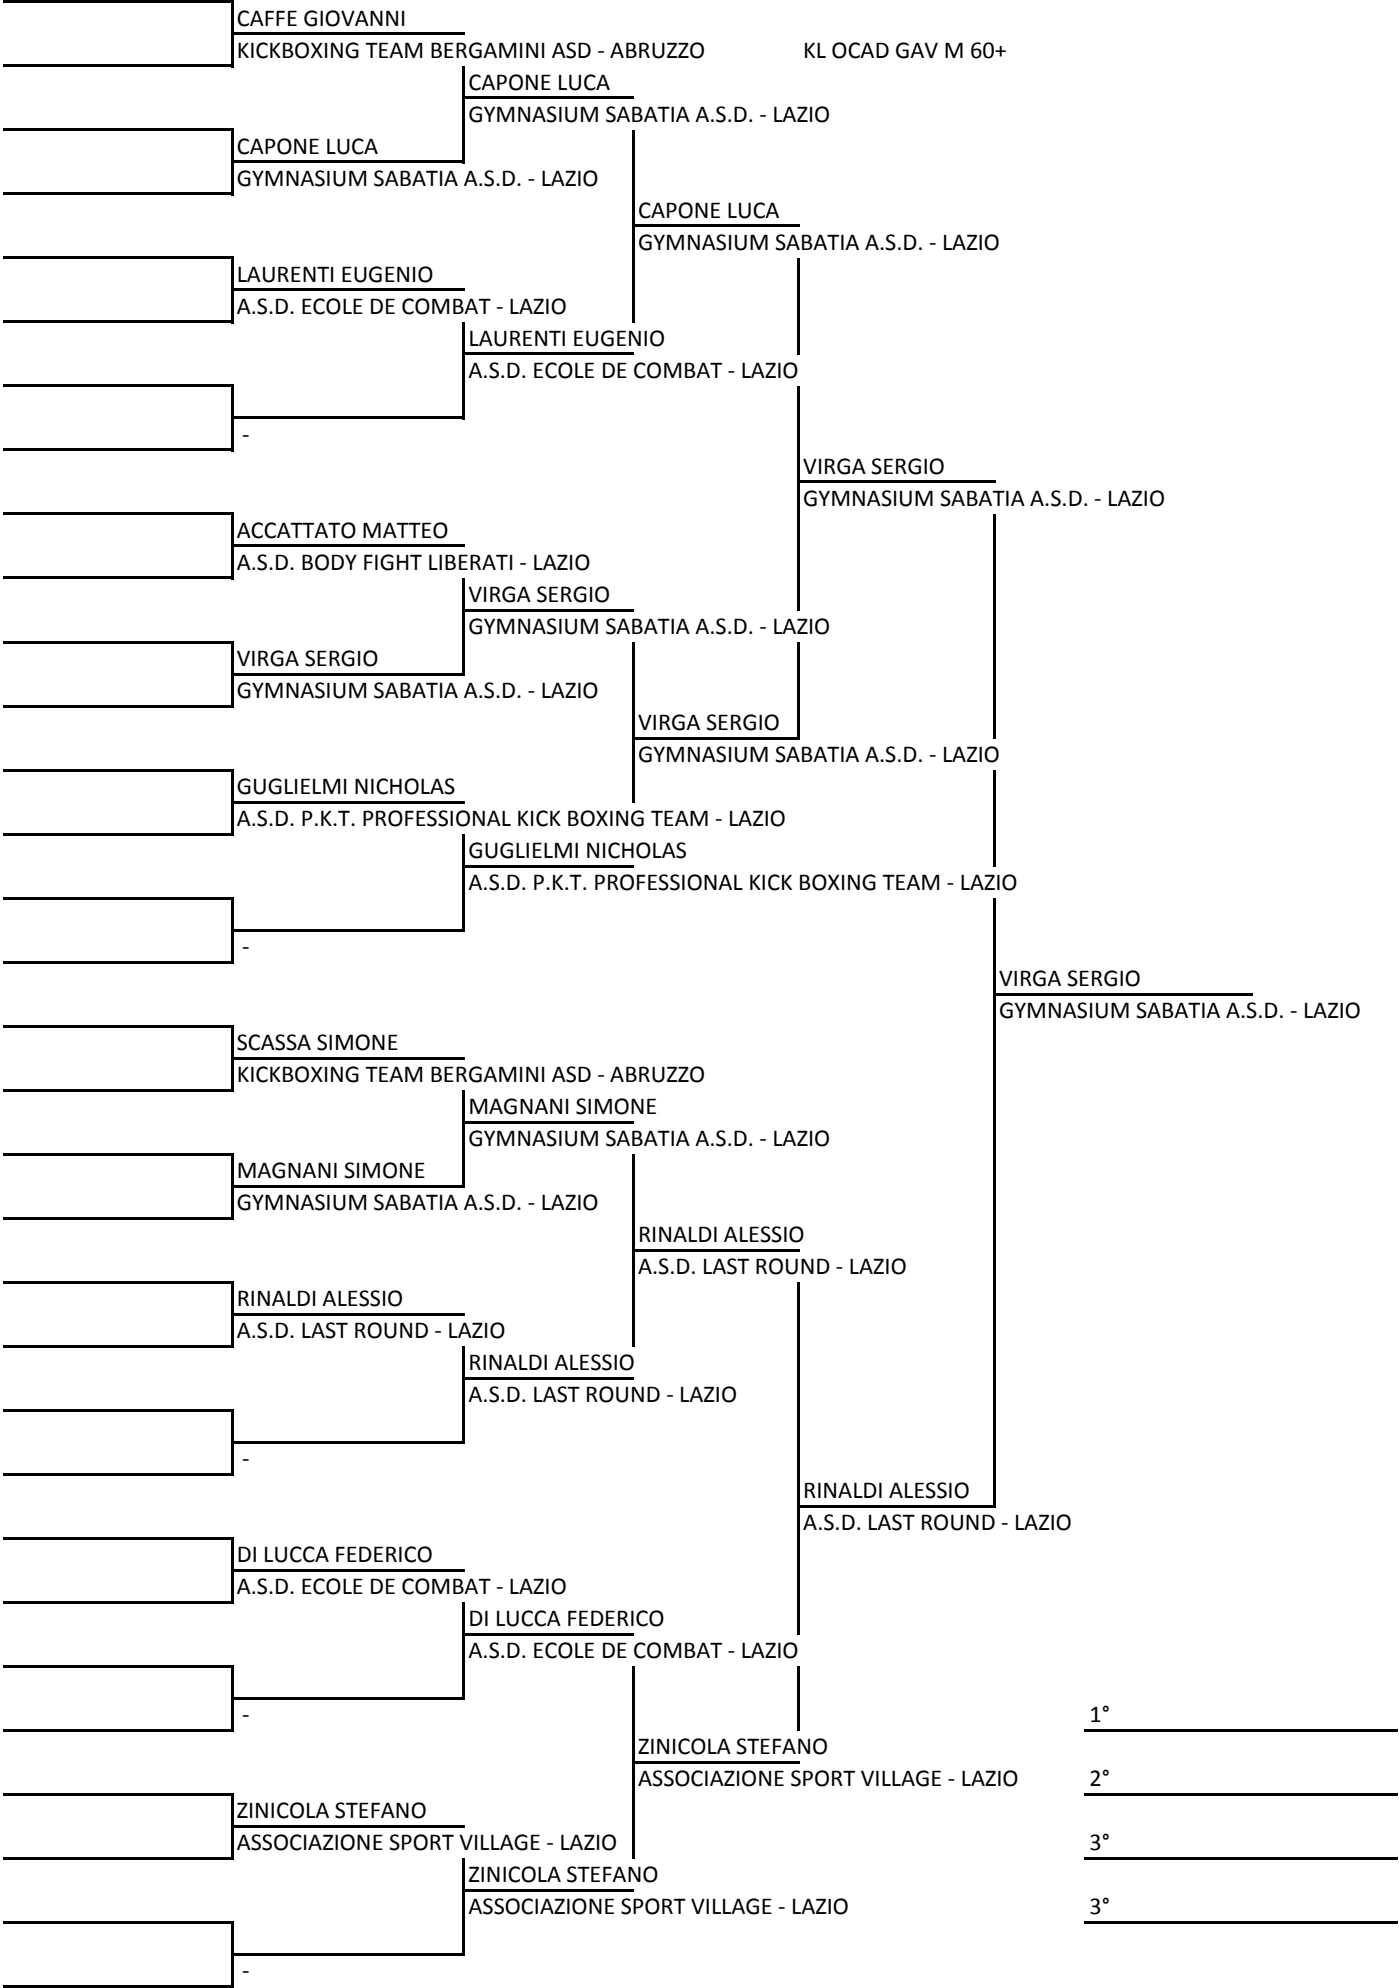 CAFFE GIOVANNI
KICKBOXING TEAM BERGAMINI ASD - ABRUZZO
KL OCAD GAV M 60+
CAPONE LUCA
GYMNASIUM SABATIA A.S.D. - LAZIO
CAPONE LUCA
GYMNASIUM SABATIA A.S.D. - LAZIO
CAPONE LUCA
GYMNASIUM SABATIA A.S.D. - LAZIO
LAURENTI EUGENIO
A.S.D. ECOLE DE COMBAT - LAZIO
LAURENTI EUGENIO
A.S.D. ECOLE DE COMBAT - LAZIO
-
VIRGA SERGIO
GYMNASIUM SABATIA A.S.D. - LAZIO
ACCATTATO MATTEO
A.S.D. BODY FIGHT LIBERATI - LAZIO
VIRGA SERGIO
GYMNASIUM SABATIA A.S.D. - LAZIO
VIRGA SERGIO
GYMNASIUM SABATIA A.S.D. - LAZIO
VIRGA SERGIO
GYMNASIUM SABATIA A.S.D. - LAZIO
GUGLIELMI NICHOLAS
A.S.D. P.K.T. PROFESSIONAL KICK BOXING TEAM - LAZIO
GUGLIELMI NICHOLAS
A.S.D. P.K.T. PROFESSIONAL KICK BOXING TEAM - LAZIO
-
VIRGA SERGIO
GYMNASIUM SABATIA A.S.D. - LAZIO
SCASSA SIMONE
KICKBOXING TEAM BERGAMINI ASD - ABRUZZO
MAGNANI SIMONE
GYMNASIUM SABATIA A.S.D. - LAZIO
MAGNANI SIMONE
GYMNASIUM SABATIA A.S.D. - LAZIO
RINALDI ALESSIO
A.S.D. LAST ROUND - LAZIO
RINALDI ALESSIO
A.S.D. LAST ROUND - LAZIO
RINALDI ALESSIO
A.S.D. LAST ROUND - LAZIO
-
RINALDI ALESSIO
A.S.D. LAST ROUND - LAZIO
DI LUCCA FEDERICO
A.S.D. ECOLE DE COMBAT - LAZIO
DI LUCCA FEDERICO
A.S.D. ECOLE DE COMBAT - LAZIO
-
1°
ZINICOLA STEFANO
ASSOCIAZIONE SPORT VILLAGE - LAZIO
2°
ZINICOLA STEFANO
ASSOCIAZIONE SPORT VILLAGE - LAZIO
3°
ZINICOLA STEFANO
ASSOCIAZIONE SPORT VILLAGE - LAZIO
3°
-